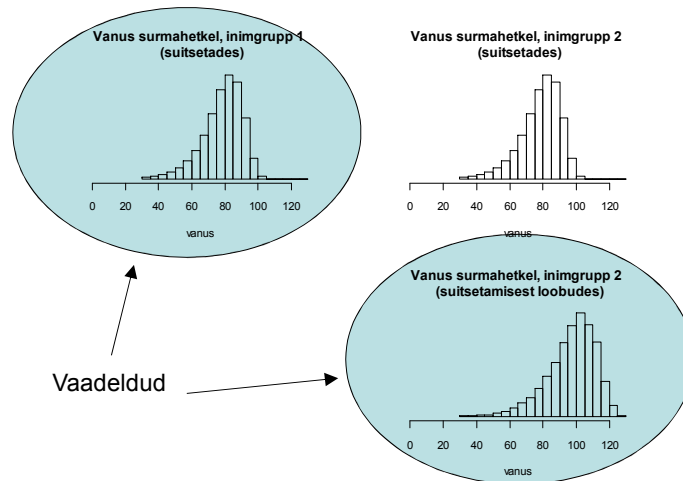 Vanus surmahetkel, inimgrupp 1
(suitsetades)
0 20 40 60 80 100 120
vanus
Vanus surmahetkel, inimgrupp 2
(suitsetades)
0 20 40 60 80 100 120
vanus
Vanus surmahetkel, inimgrupp 2
(suitsetamisest loobudes)
0 20 40 60 80 100 120
vanus
Vaadeldud